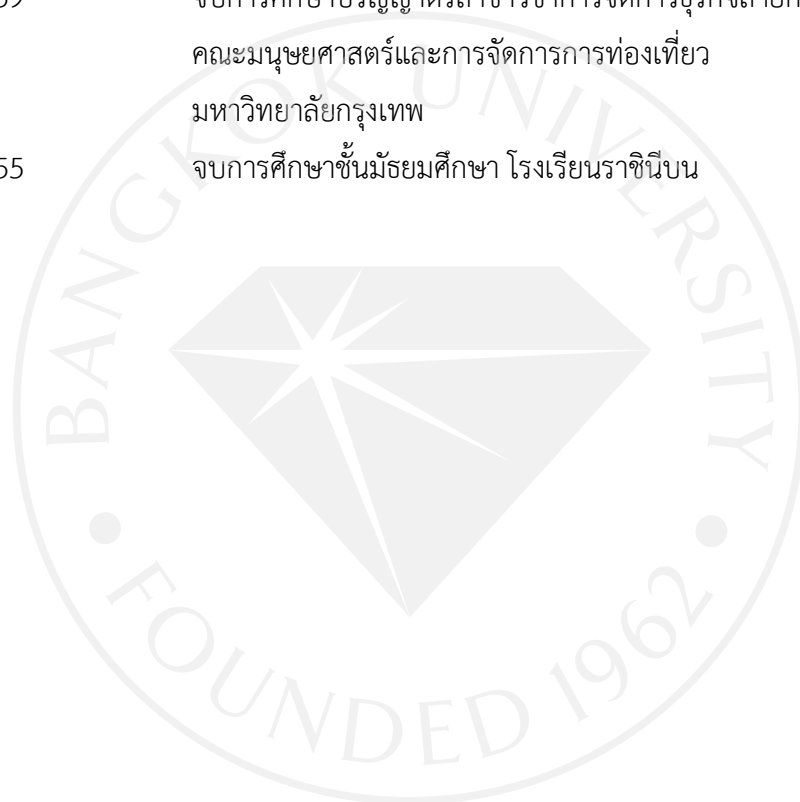 คณะมนุษยศาสตร์และการจัดการการท่องเที่ยว
มหาวิทยาลัยกรุงเทพ
จบการศึกษาชั้นมัธยมศึกษา โรงเรียนราชินีบน
BANGKOK UNIVERSITY
• FOUNDED 1962 •